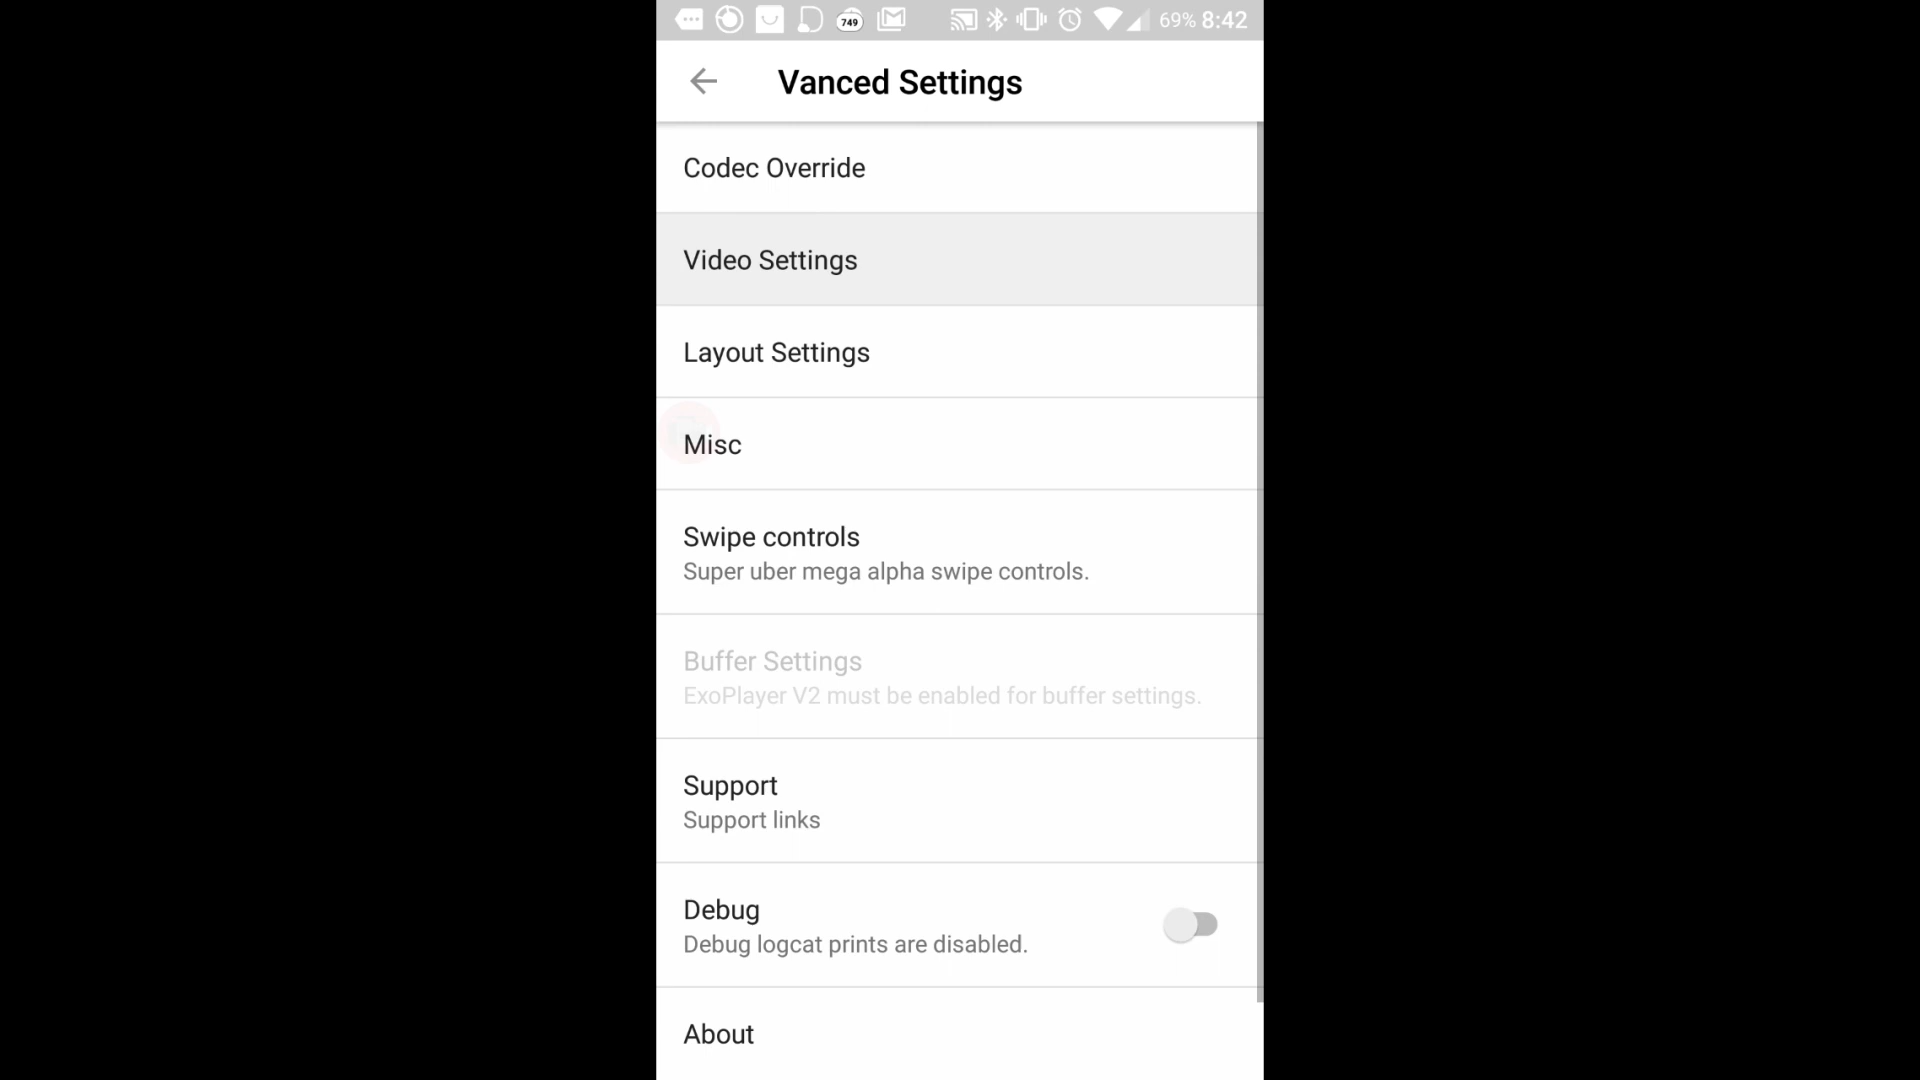 749
69% 8:42
Vanced Settings
Codec Override
Video Settings
Layout Settings
Misc
Swipe controls
Super uber mega alpha swipe controls.
Buffer Settings
ExoPlayer V2 must be enabled for buffer settings.
Support
Support links
Debug
Debug logcat prints are disabled.
About